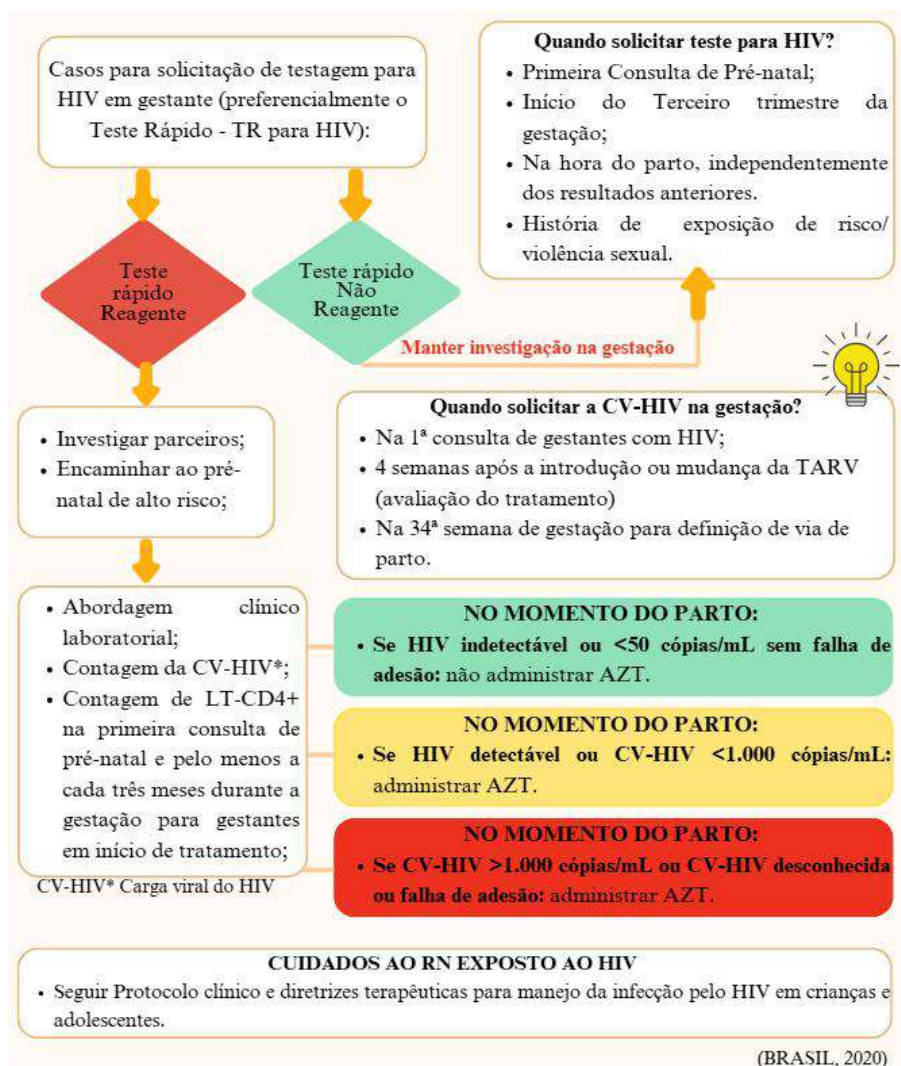 Casos para solicitação de testagem para
HIV em gestante (preferencialmente o
Teste Rápido - TR para HIV):
Quando solicitar teste para HIV?
• Primeira Consulta de Pré-natal;
• Início do Terceiro trimestre da
gestação;
• Na hora do parto, independentemente
dos resultados anteriores.
• História de exposição de risco/
violência sexual.
Teste
rápido
Reagente
Teste rápido
Não
Reagente
Manter investigação na gestação
• Investigar parceiros;
• Encaminhar ao pré-
natal de alto risco;
Quando solicitar a CV-HIV na gestação?
• Na 1ª consulta de gestantes com HIV;
• 4 semanas após a introdução ou mudança da TARV
(avaliação do tratamento)
• Na 34ª semana de gestação para definição de via de
parto.
• Abordagem clínico
laboratorial;
• Contagem da CV-HIV*;
• Contagem de LT-CD4+
na primeira consulta de
pré-natal e pelo menos a
cada três meses durante a
gestação para gestantes
em início de tratamento;
CV-HIV* Carga viral do HIV
NO MOMENTO DO PARTO:
• Se HIV indetectável ou <50 cópias/mL sem falha de
adesão: não administrar AZT.
NO MOMENTO DO PARTO:
• Se HIV detectável ou CV-HIV <1.000 cópias/mL:
administrar AZT.
NO MOMENTO DO PARTO:
• Se CV-HIV >1.000 cópias/mL ou CV-HIV desconhecida
ou falha de adesão: administrar AZT.
CUIDADOS AO RN EXPOSTO AO HIV
• Seguir Protocolo clínico e diretrizes terapêuticas para manejo da infecção pelo HIV em crianças e
adolescentes.
(BRASIL, 2020)